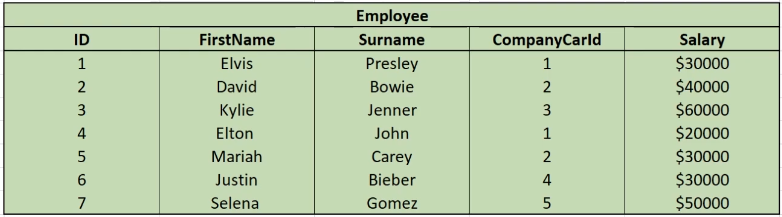 Employee
ID FirstName Surname CompanyCarId Salary
1 Elvis Presley 1 $30000
2 David Bowie 2 $40000
3 Kylie Jenner 3 $60000
4 Elton John 1 $20000
5 Mariah Carey 2 $30000
6 Justin Bieber 4 $30000
7 Selena Gomez 5 $50000